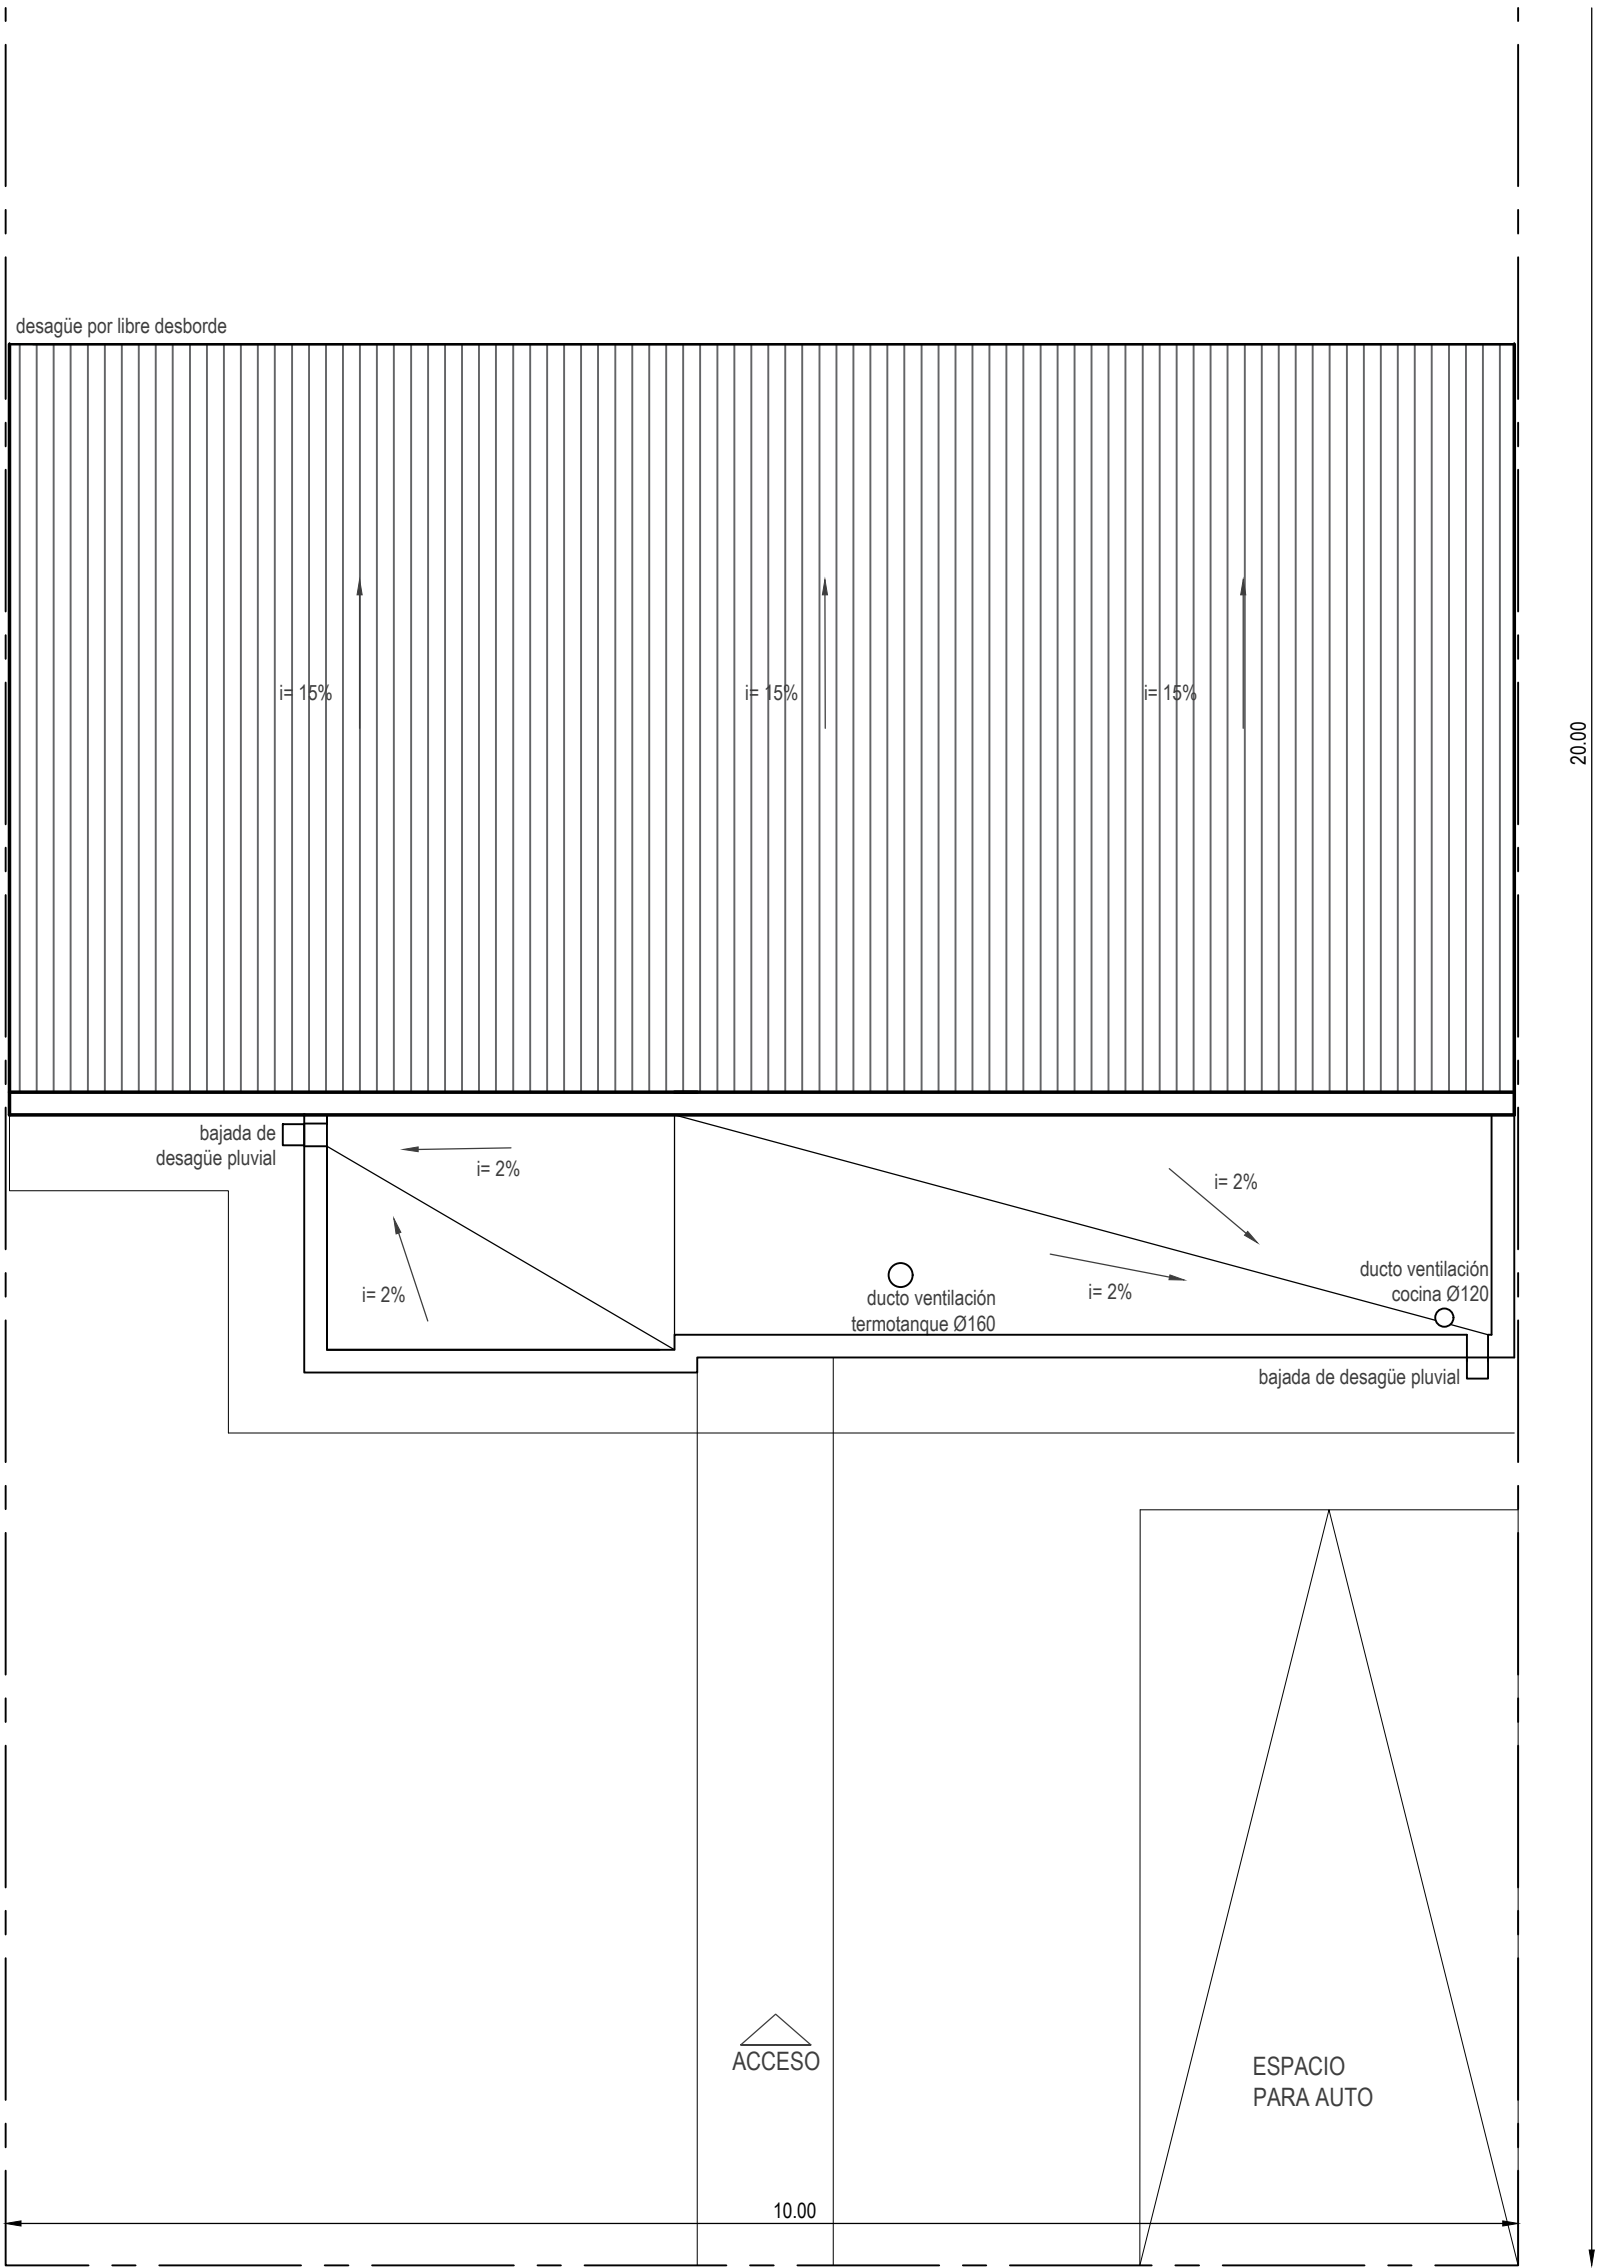 desagüe por libre desborde
i= 15%
i= 15%
i= 15%
20.00
bajada de
desagüe pluvial
i= 2%
i= 2%
i= 2%
i= 2%
ducto ventilación
termotanque Ø160
ducto ventilación
cocina Ø120
bajada de desagüe pluvial
ACCESO
ESPACIO
PARA AUTO
10.00